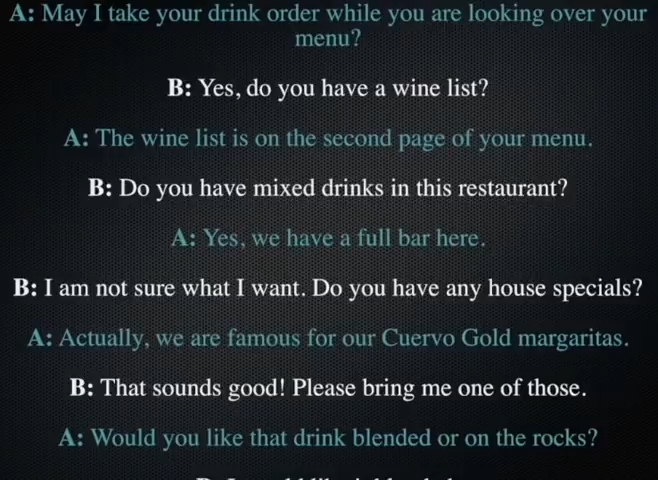 A: May I take your drink order while you are looking over your
menu?
B: Yes, do you have a wine list?
A: The wine list is on the second page of your menu.
B: Do you have mixed drinks in this restaurant?
A: Yes, we have a full bar here.
B: I am not sure what I want. Do you have any house specials?
A: Actually, we are famous for our Cuervo Gold margaritas.
B: That sounds good! Please bring me one of those.
A: Would you like that drink blended or on the rocks?